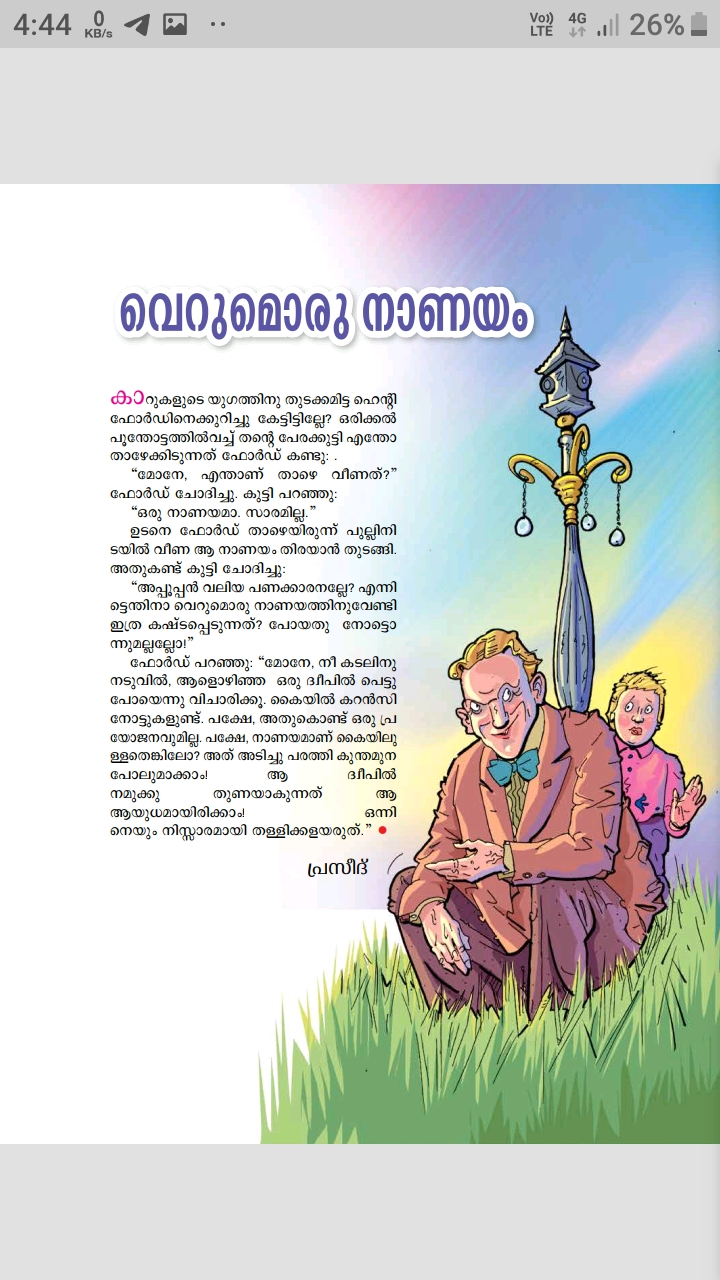 4:44
0
KB/s
Vo))
LTE
4G
26%
വെറുമൊരു നാണയം
കാറുകളുടെ യുഗത്തിനു തുടക്കമിട്ട ഹെന്റി
ഫോർഡിനെക്കുറിച്ചു കേട്ടിട്ടില്ലേ? ഒരിക്കൽ
പൂന്തോട്ടത്തിൽവച്ച് തന്റെ പേരക്കുട്ടി എന്തോ
താഴേക്കിടുന്നത് ഫോർഡ് കണ്ടു: .
“മോനേ, എന്താണ് താഴെ വീണത്?”
ഫോർഡ് ചോദിച്ചു. കുട്ടി പറഞ്ഞു:
“ഒരു നാണയമാ. സാരമില്ല.”
ഉടനെ ഫോർഡ് താഴെയിരുന്ന് പുല്ലിനി
ടയിൽ വീണ ആ നാണയം തിരയാൻ തുടങ്ങി.
അതുകണ്ട് കുട്ടി ചോദിച്ചു:
“അപ്പൂപ്പൻ വലിയ പണക്കാരനല്ലേ? എന്നി
ട്ടെന്തിനാ വെറുമൊരു നാണയത്തിനുവേണ്ടി
ഇത്ര കഷ്ടപ്പെടുന്നത്? പോയതു നോട്ടൊ
ന്നുമല്ലല്ലോ!”
ഫോർഡ് പറഞ്ഞു: “മോനേ, നീ കടലിനു
നടുവിൽ, ആളൊഴിഞ്ഞ ഒരു ദ്വീപിൽ പെട്ടു
പോയെന്നു വിചാരിക്കൂ. കൈയിൽ കറൻസി
നോട്ടുകളുണ്ട്. പക്ഷേ, അതുകൊണ്ട് ഒരു പ്ര
യോജനവുമില്ല. പക്ഷേ, നാണയമാണ് കൈയിലു
ള്ളതെങ്കിലോ? അത് അടിച്ചു പരത്തി കുന്തമുന
പോലുമാക്കാം! ആ ദ്വീപിൽ
നമുക്കു തുണയാകുന്നത് ആ
ആയുധമായിരിക്കാം! ഒന്നി
നെയും നിസ്സാരമായി തള്ളിക്കളയരുത്.”
പ്രസീദ്